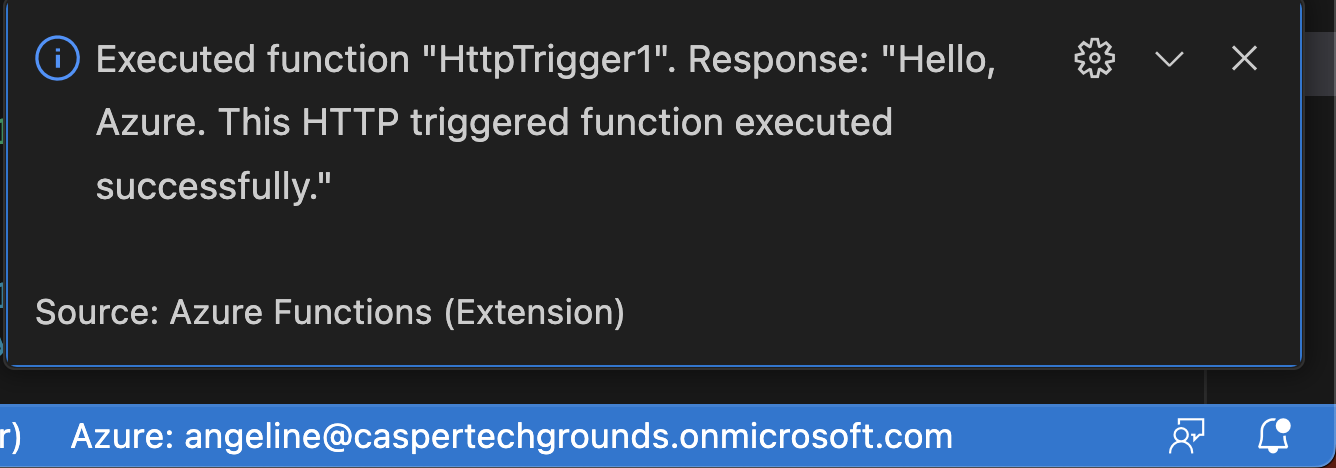 Executed function "HttpTrigger1". Response: "Hello,
Azure. This HTTP triggered function executed
successfully."
Source: Azure Functions (Extension)
r) Azure: angeline@caspertechgrounds.onmicrosoft.com